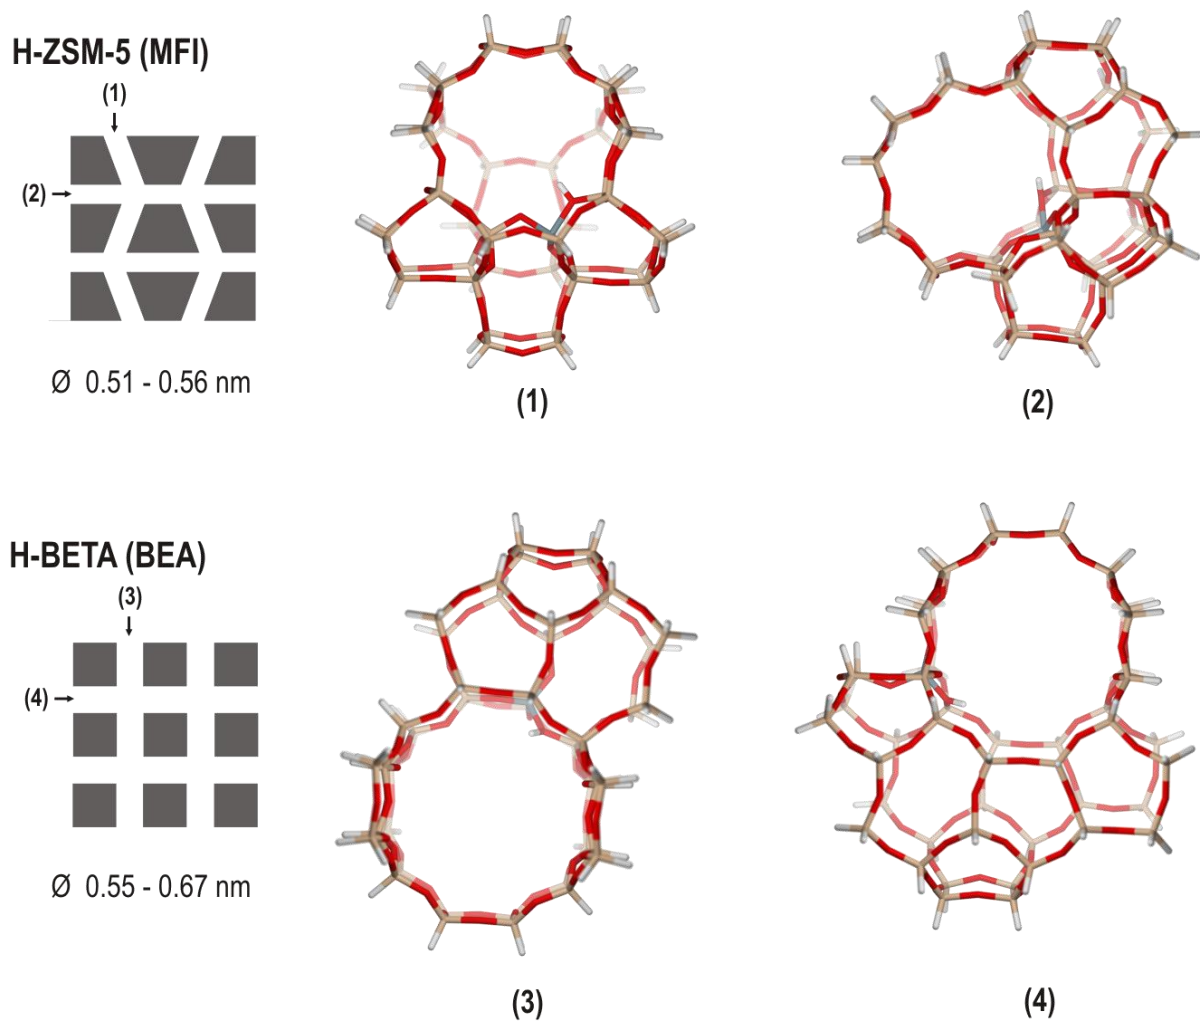 H-ZSM-5 (MFI)
(1)
(2)
Ø 0.51 - 0.56 nm
(1)
(2)
H-BETA (BEA)
(3)
(4)
Ø 0.55 - 0.67 nm
(3)
(4)